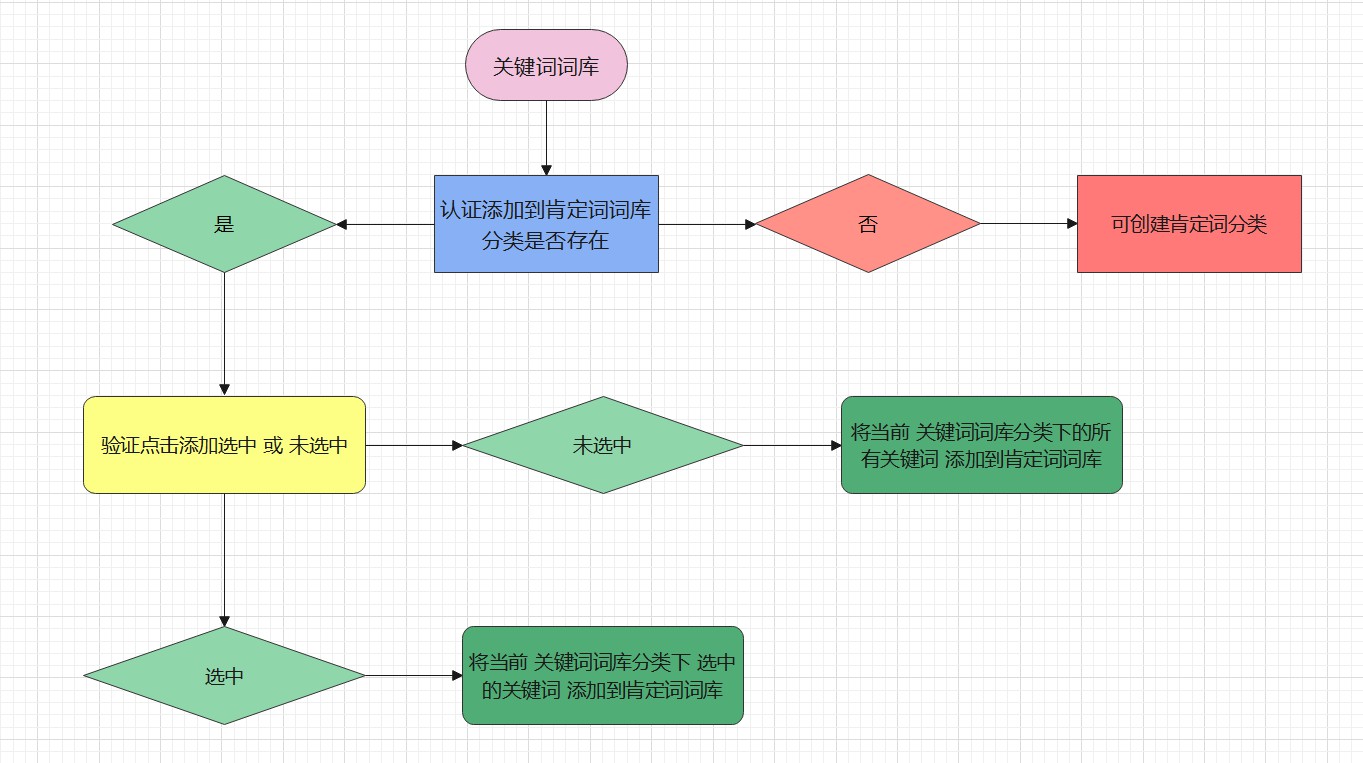 关键词词库
是
认证添加到肯定词词库
分类是否存在
否
可创建肯定词分类
验证点击添加选中 或 未选中
未选中
将当前 关键词词库分类下的所
有关键词 添加到肯定词词库
选中
将当前 关键词词库分类下 选中
的关键词 添加到肯定词词库